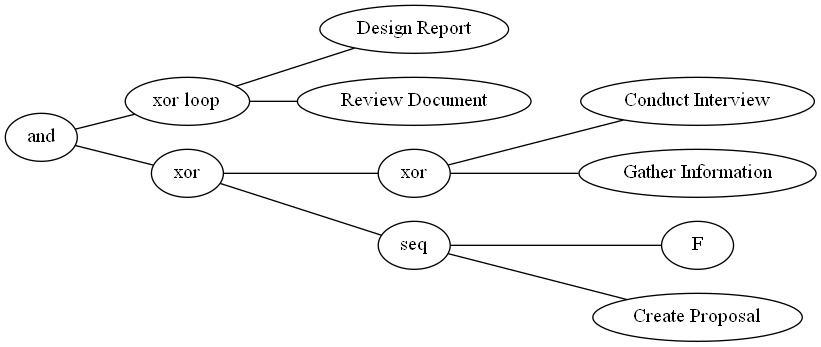 Design Report
xor loop
Review Document
Conduct Interview
and
xor
xor
Gather Information
seq
F
Create Proposal